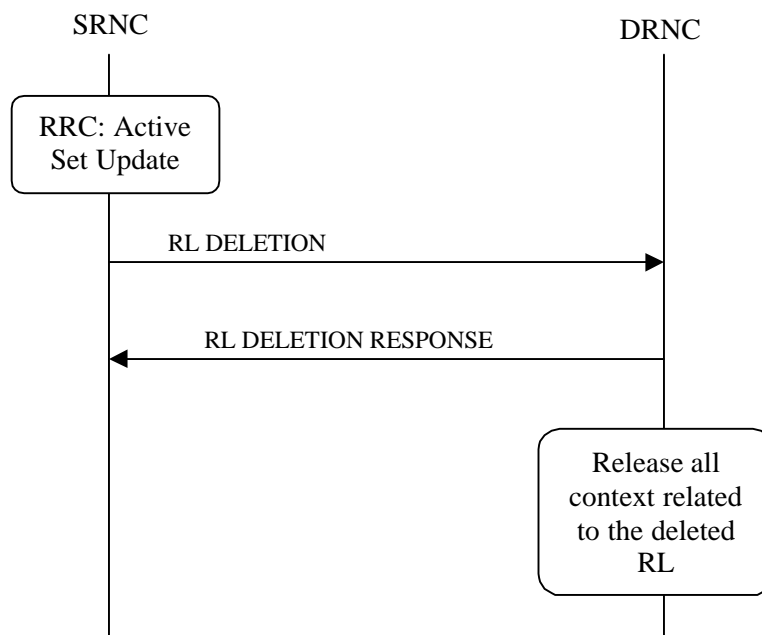 SRNC
DRNC
RRC: Active
Set Update
RL DELETION
RL DELETION RESPONSE
Release all
context related
to the deleted
RL